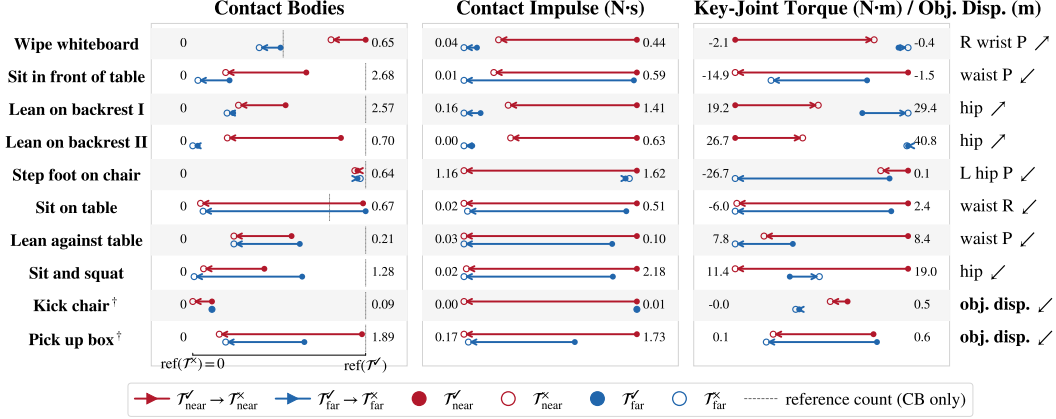 Contact Bodies Contact Impulse (N·s) Key-Joint Torque (N·m) / Obj. Disp. (m)
Wipe whiteboard 0 0.65 0.04 0.44 -2.1 -0.4 R wrist P ↗
Sit in front of table 0 2.68 0.01 0.59 -14.9 -1.5 waist P ↙
Lean on backrest I 0 2.57 0.16 1.41 19.2 29.4 hip ↗
Lean on backrest II 0 0.70 0.00 0.63 26.7 40.8 hip ↗
Step foot on chair 0 0.64 1.16 1.62 -26.7 0.1 L hip P ↙
Sit on table 0 0.67 0.02 0.51 -6.0 2.4 waist R ↙
Lean against table 0 0.21 0.03 0.10 7.8 8.4 waist P ↙
Sit and squat 0 1.28 0.02 2.18 11.4 19.0 hip ↙
Kick chair † 0 0.09 0.00 0.01 -0.0 0.5 obj. disp. ↙
Pick up box † 0 1.89 0.17 1.73 0.1 0.6 obj. disp. ↙
ref(𝒯^✗) = 0 ref(𝒯^✓)
𝒯^✓_near → 𝒯^✗_near 𝒯^✓_far → 𝒯^✗_far 𝒯^✓_near 𝒯^✗_near 𝒯^✓_far 𝒯^✗_far reference count (CB only)